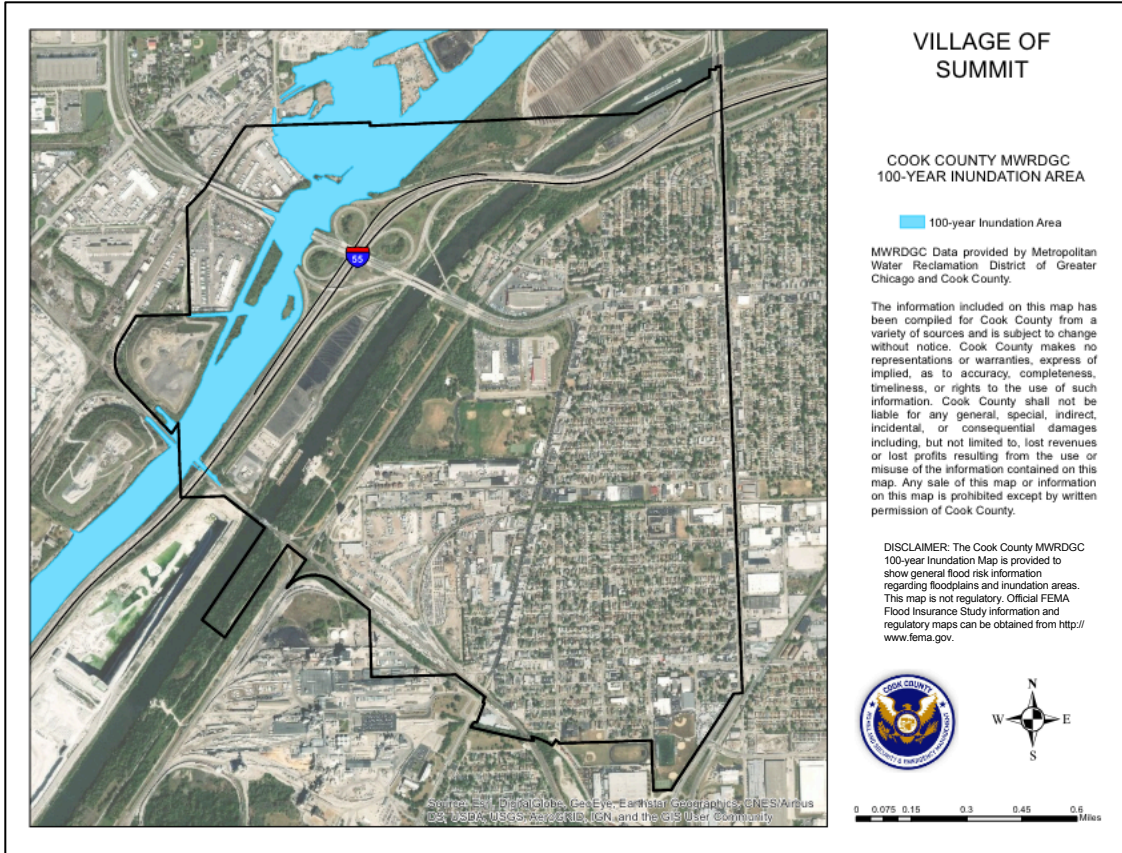 VILLAGE OF
SUMMIT
COOK COUNTY MWRDGC
100-YEAR INUNDATION AREA
100-year Inundation Area
MWRDGC Data provided by Metropolitan
Water Reclamation District of Greater
Chicago and Cook County.
The information included on this map has
been compiled for Cook County from a
variety of sources and is subject to change
without notice. Cook County makes no
representations or warranties, express of
implied, as to accuracy, completeness,
timeliness, or rights to the use of such
information. Cook County shall not be
liable for any general, special, indirect,
incidental, or consequential damages
including, but not limited to, lost revenues
or lost profits resulting from the use or
misuse of the information contained on this
map. Any sale of this map or information
on this map is prohibited except by written
permission of Cook County.
DISCLAIMER: The Cook County MWRDGC
100-year Inundation Map is provided to
show general flood risk information
regarding floodplains and inundation areas.
This map is not regulatory. Official FEMA
Flood Insurance Study information and
regulatory maps can be obtained from http://
www.fema.gov.
55
COOK COUNTY
HOMELAND SECURITY & EMERGENCY MANAGEMENT
N
W E
S
0 0.075 0.15 0.3 0.45 0.6
Miles
Source: Esri, DigitalGlobe, GeoEye, Earthstar Geographics, CNES/Airbus
DS, USDA, USGS, AeroGRID, IGN, and the GIS User Community